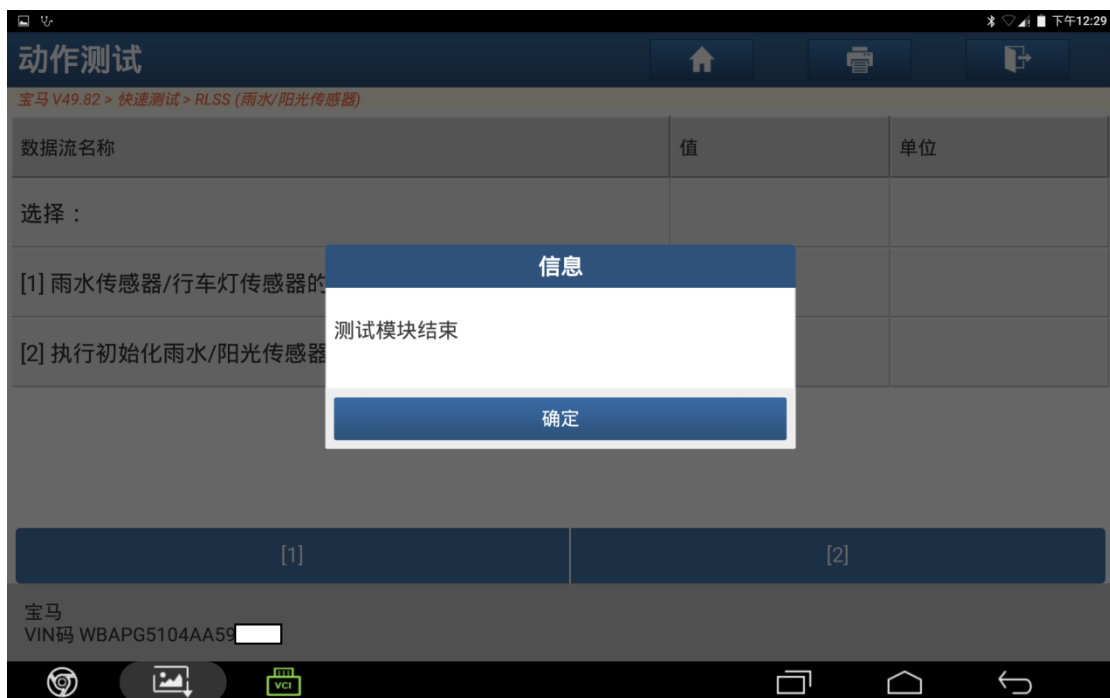 下午12:29
动作测试
宝马 V49.82 > 快速测试 > RLSS (雨水/阳光传感器)
数据流名称 值 单位
选择：
[1] 雨水传感器/行车灯传感器的
[2] 执行初始化雨水/阳光传感器
信息
测试模块结束
确定
[1] [2]
宝马
VIN码 WBAPG5104AA59
VCI